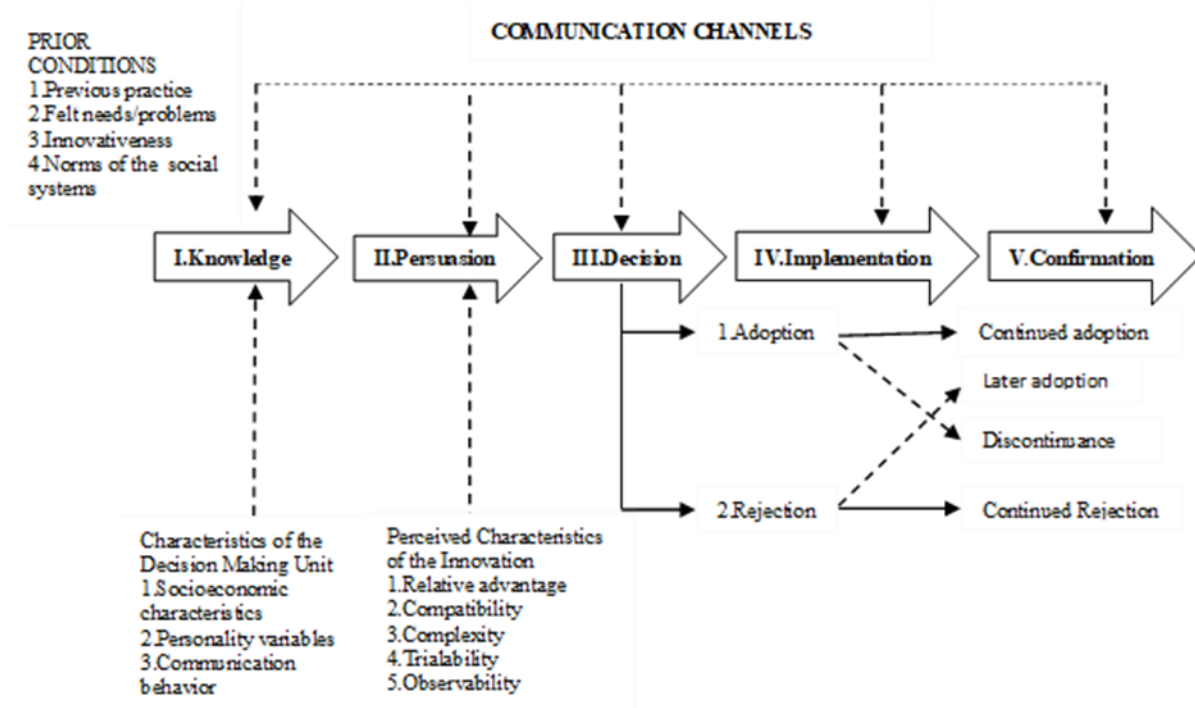 COMMUNICATION CHANNELS
PRIOR
CONDITIONS
1.Previous practice
2.Felt needs/problems
3.Innovativeness
4.Norms of the social
systems
I.Knowledge
II.Persuasion
III.Decision
IV.Implementation
V.Confirmation
1.Adoption
Continued adoption
Later adoption
Discontinuance
2.Rejection
Continued Rejection
Characteristics of the
Decision Making Unit
1.Socioeconomic
characteristics
2.Personality variables
3.Communication
behavior
Perceived Characteristics
of the Innovation
1.Relative advantage
2.Compatibility
3.Complexity
4.Trialability
5.Observability